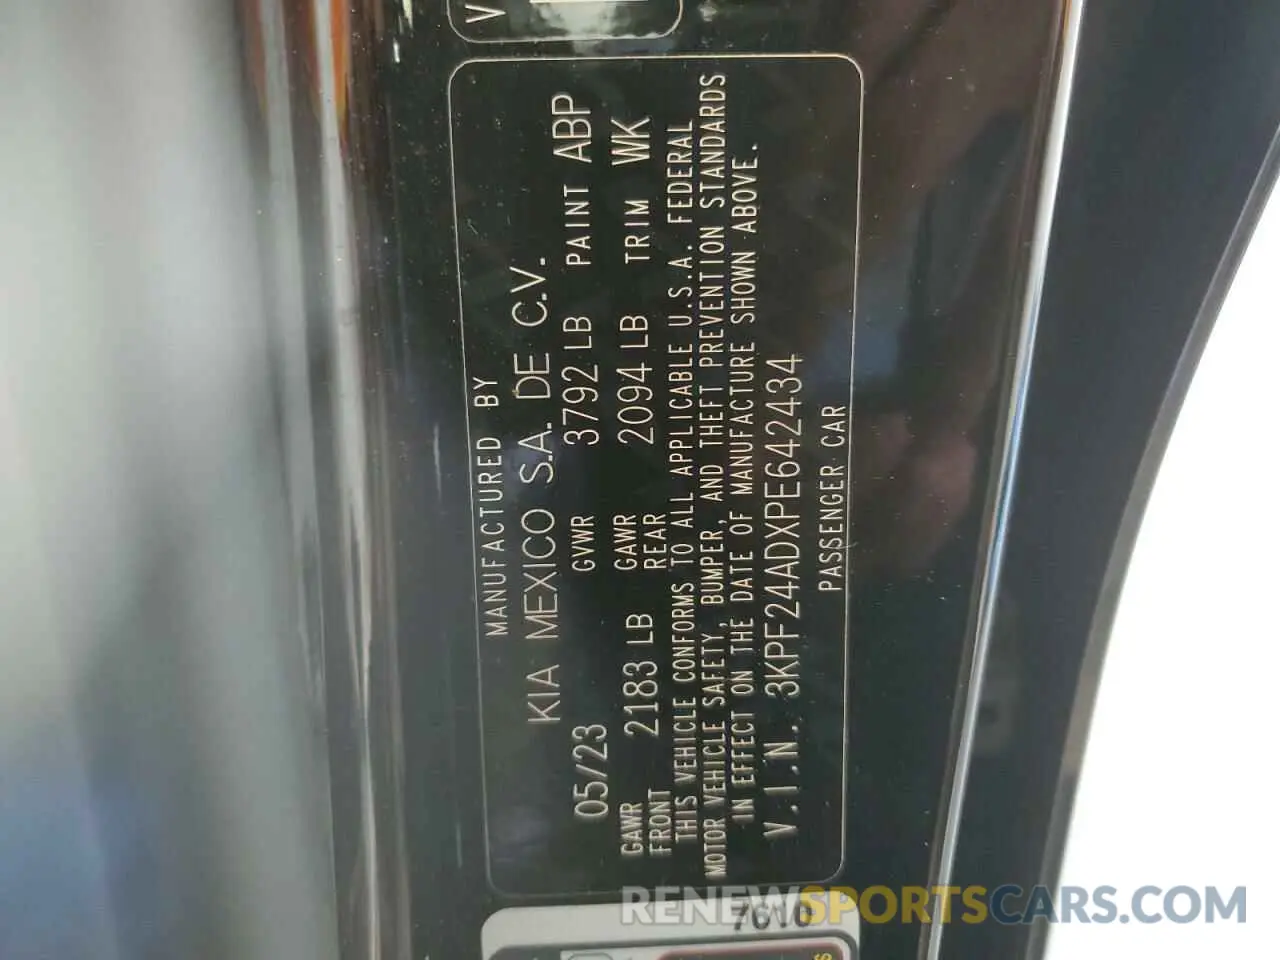 V
MANUFACTURED BY
KIA MEXICO S.A. DE C.V.
05/23 GVWR 3792 LB PAINT ABP
GAWR FRONT 2183 LB GAWR REAR 2094 LB TRIM WK
THIS VEHICLE CONFORMS TO ALL APPLICABLE U.S.A. FEDERAL
MOTOR VEHICLE SAFETY, BUMPER, AND THEFT PREVENTION STANDARDS
IN EFFECT ON THE DATE OF MANUFACTURE SHOWN ABOVE.
V.I.N. 3KPF24ADXPE642434
PASSENGER CAR
7610
RENEWSPORTSCARS.COM